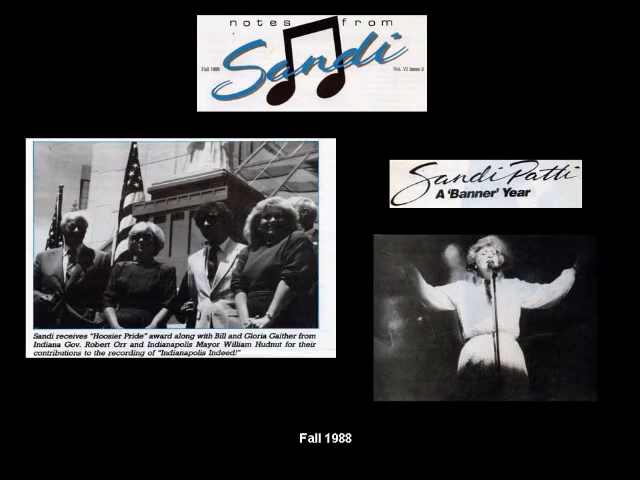 notes from
Sandi
Fall 1988
Vol. VI Issue 3
Sandi Patti
A 'Banner' Year
Sandi receives "Hoosier Pride" award along with Bill and Gloria Gaither from
Indiana Gov. Robert Orr and Indianapolis Mayor William Hudnut for their
contributions to the recording of "Indianapolis Indeed!"
Fall 1988